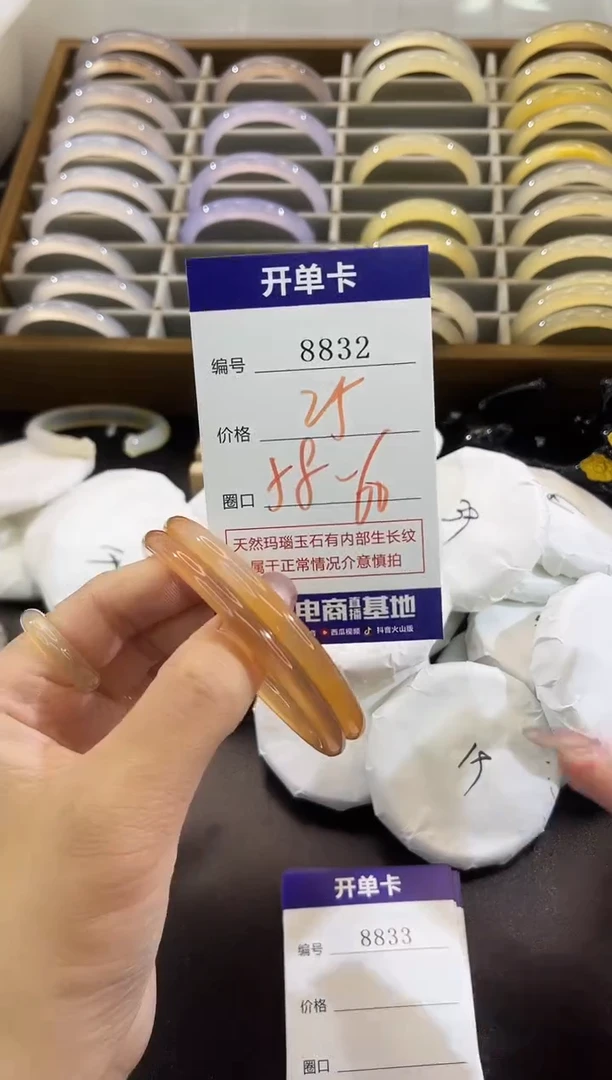 开单卡
编号 8832
价格 25
圈口 58-60
天然玛瑙玉石有内部生长纹
属于正常情况介意慎拍
电商直播基地
西瓜视频 抖音火山版
开单卡
编号 8833
价格
圈口